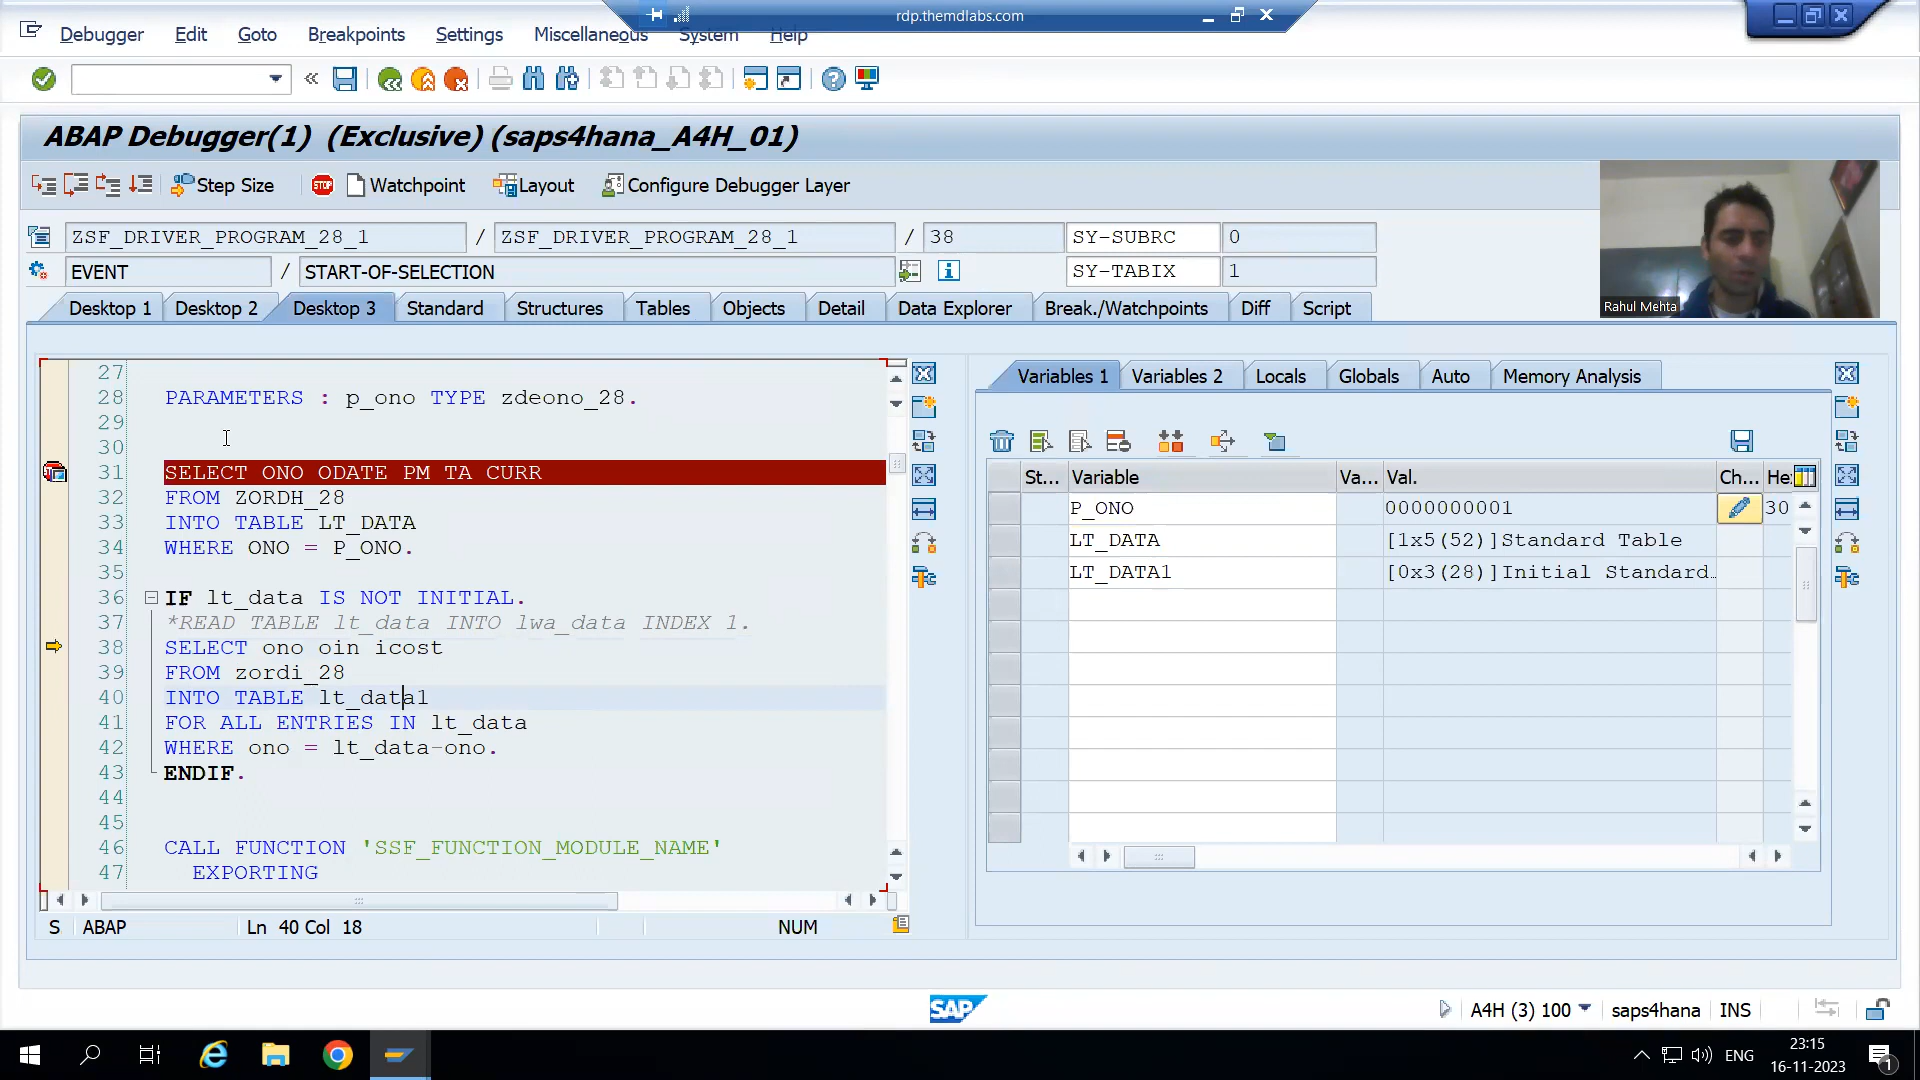 rdp.themdlabs.com
Debugger Edit Goto Breakpoints Settings Miscellaneous System Help
ABAP Debugger(1) (Exclusive) (saps4hana_A4H_01)
Step Size STOP Watchpoint Layout Configure Debugger Layer
ZSF_DRIVER_PROGRAM_28_1 / ZSF_DRIVER_PROGRAM_28_1 / 38 SY-SUBRC 0
EVENT / START-OF-SELECTION SY-TABIX 1
Rahul Mehta
Desktop 1 Desktop 2 Desktop 3 Standard Structures Tables Objects Detail Data Explorer Break./Watchpoints Diff Script
27
28 PARAMETERS : p_ono TYPE zdeono_28.
29
30
31 SELECT ONO ODATE PM TA CURR
32 FROM ZORDH_28
33 INTO TABLE LT_DATA
34 WHERE ONO = P_ONO.
35
36 IF lt_data IS NOT INITIAL.
37 *READ TABLE lt_data INTO lwa_data INDEX 1.
38 SELECT ono oin icost
39 FROM zordi_28
40 INTO TABLE lt_data1
41 FOR ALL ENTRIES IN lt_data
42 WHERE ono = lt_data-ono.
43 ENDIF.
44
45
46 CALL FUNCTION 'SSF_FUNCTION_MODULE_NAME'
47 EXPORTING
S ABAP Ln 40 Col 18 NUM
Variables 1 Variables 2 Locals Globals Auto Memory Analysis
St... Variable Va... Val. Ch... He
P_ONO 0000000001 30
LT_DATA [1x5(52)]Standard Table
LT_DATA1 [0x3(28)]Initial Standard...
SAP A4H (3) 100 saps4hana INS
ENG 23:15
16-11-2023
1